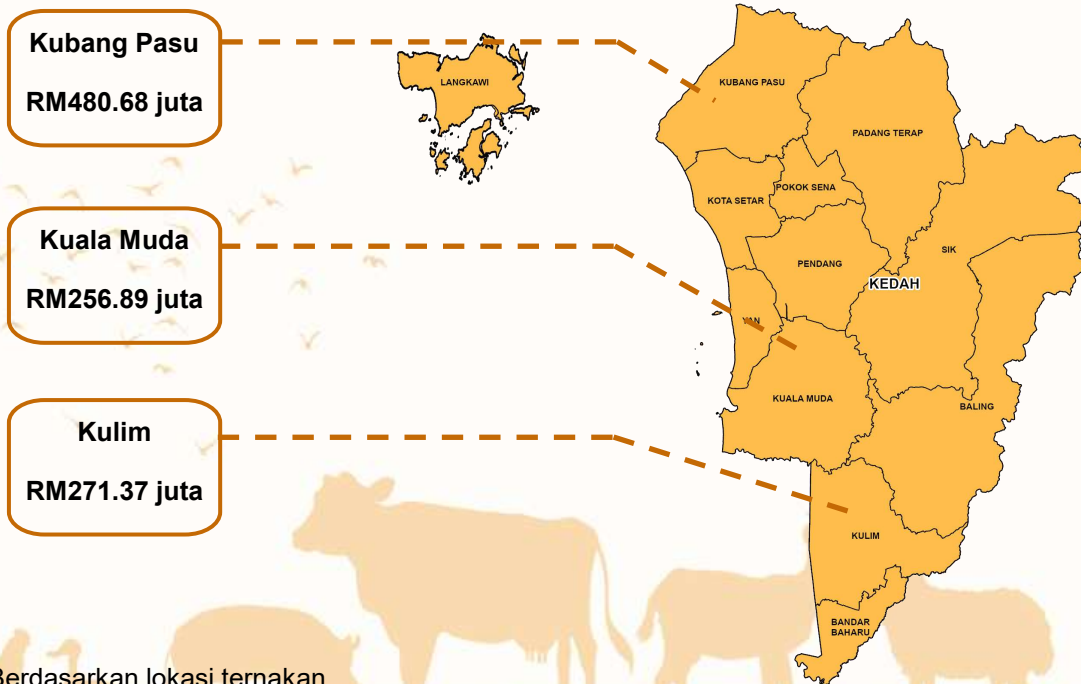 Kubang Pasu
RM480.68 juta
Kuala Muda
RM256.89 juta
Kulim
RM271.37 juta
LANGKAWI
KUBANG PASU
PADANG TERAP
POKOK SENA
KOTA SETAR
SIK
PENDANG
KEDAH
YAN
KUALA MUDA
BALING
KULIM
BANDAR
BAHARU
Berdasarkan lokasi ternakan